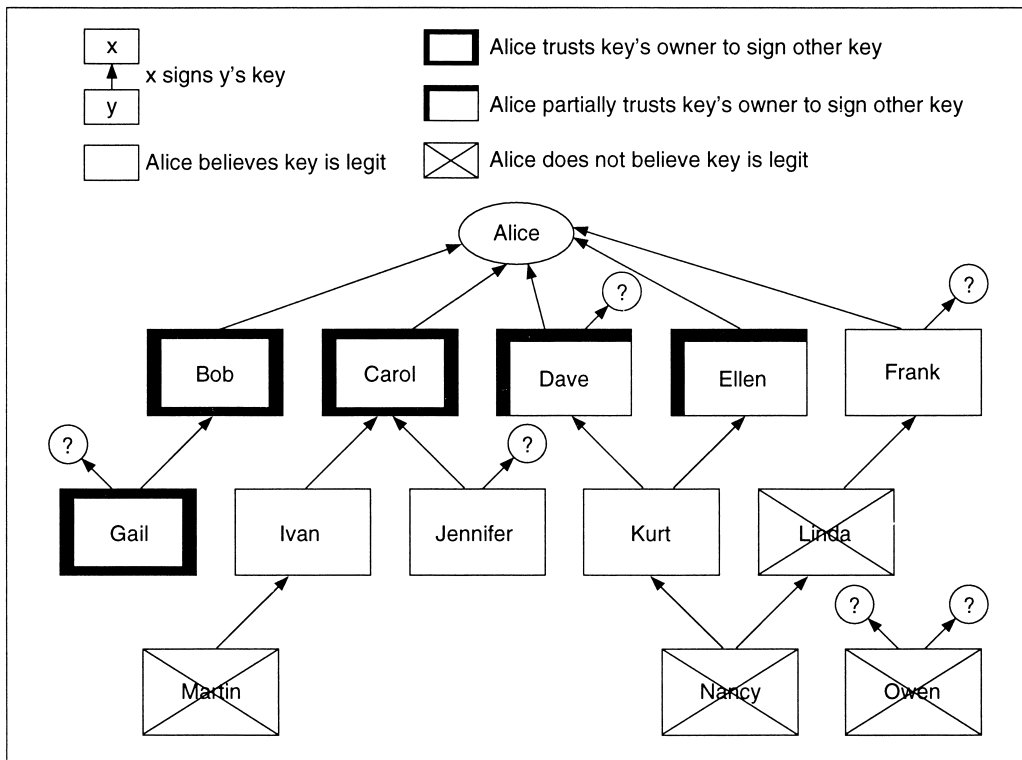 x
x signs y's key
y
Alice believes key is legit
Alice trusts key's owner to sign other key
Alice partially trusts key's owner to sign other key
Alice does not believe key is legit
Alice
?
?
Bob
Carol
Dave
Ellen
Frank
?
?
Gail
Ivan
Jennifer
Kurt
Linda
?
?
Martin
Nancy
Owen